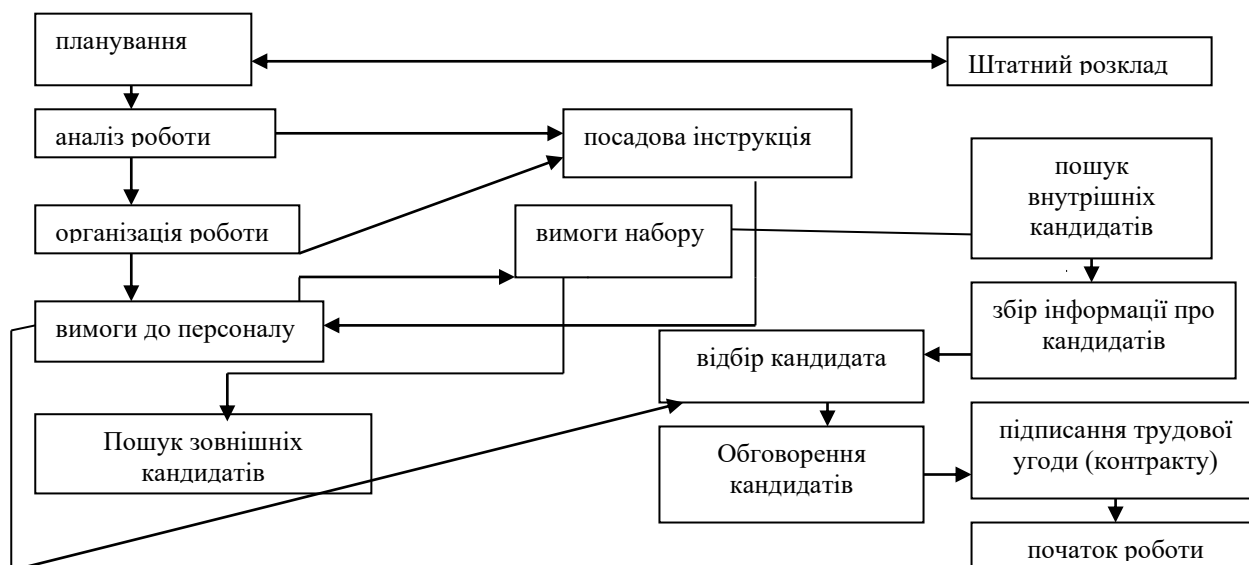 планування
Штатний розклад
аналіз роботи
посадова інструкція
пошук
внутрішніх
кандидатів
організація роботи
вимоги набору
вимоги до персоналу
збір інформації про
кандидатів
відбір кандидата
Пошук зовнішніх
кандидатів
Обговорення
кандидатів
підписання трудової
угоди (контракту)
початок роботи